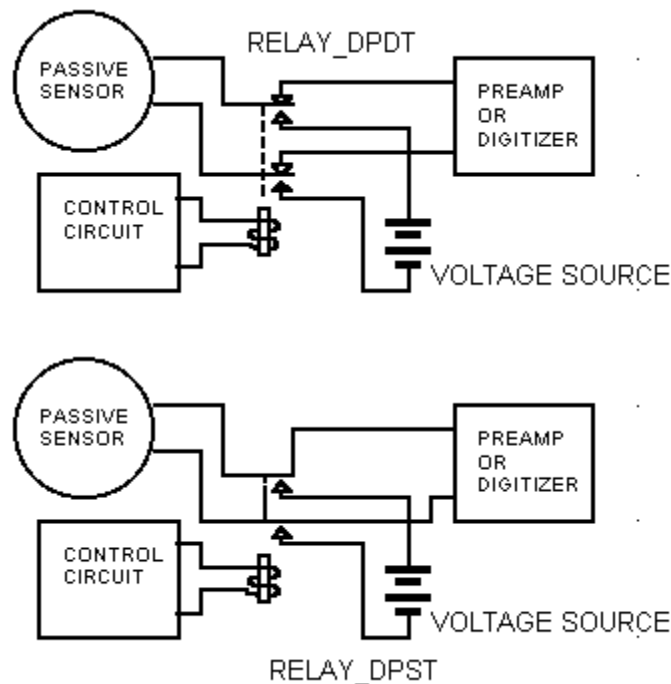 RELAY_DPDT
PASSIVE
SENSOR
PREAMP
OR
DIGITIZER
CONTROL
CIRCUIT
VOLTAGE SOURCE
PASSIVE
SENSOR
PREAMP
OR
DIGITIZER
CONTROL
CIRCUIT
VOLTAGE SOURCE
RELAY_DPST